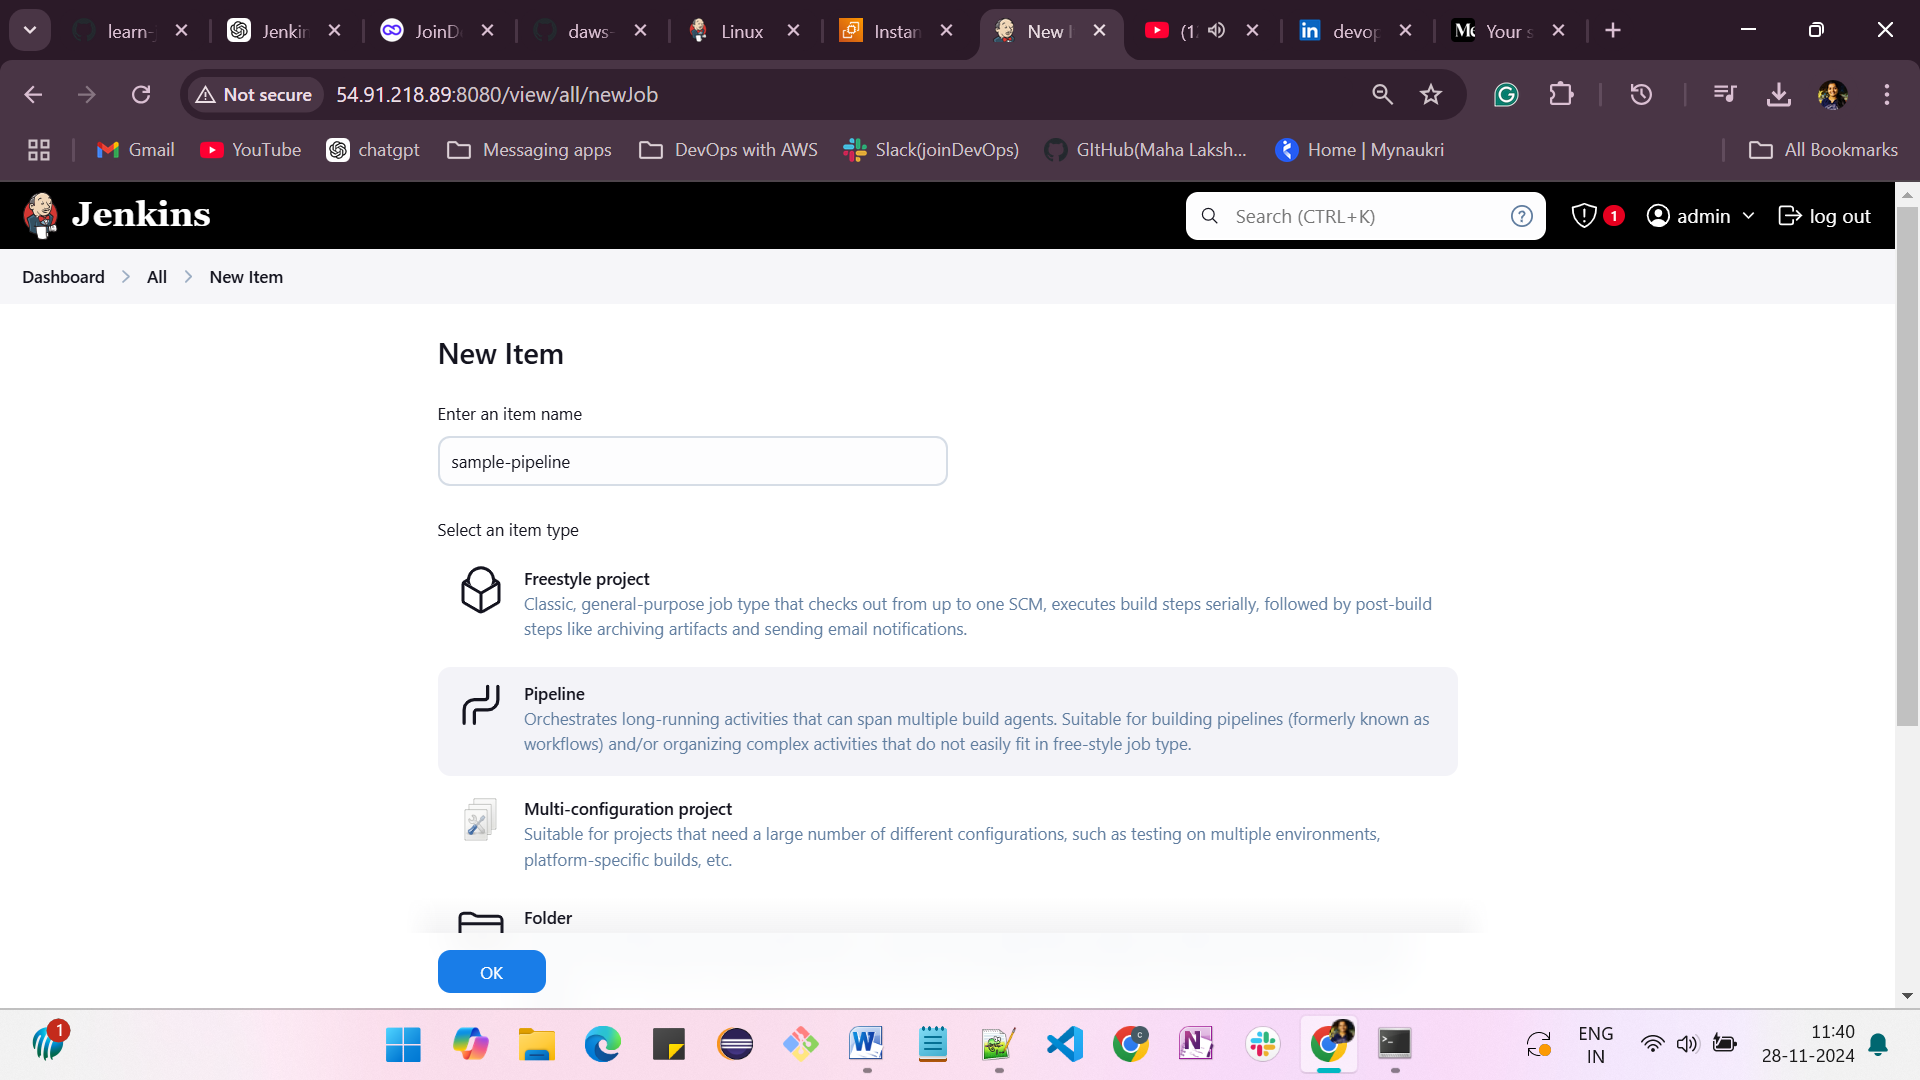 learn-
Jenkin
JoinD
daws-
Linux
Instan
New I
(1
devop
Your s
Not secure
54.91.218.89:8080/view/all/newJob
Gmail
YouTube
chatgpt
Messaging apps
DevOps with AWS
Slack(joinDevOps)
GItHub(Maha Laksh...
Home | Mynaukri
All Bookmarks
Jenkins
Search (CTRL+K)
1
admin
log out
Dashboard
All
New Item
New Item
Enter an item name
sample-pipeline
Select an item type
Freestyle project
Classic, general-purpose job type that checks out from up to one SCM, executes build steps serially, followed by post-build
steps like archiving artifacts and sending email notifications.
Pipeline
Orchestrates long-running activities that can span multiple build agents. Suitable for building pipelines (formerly known as
workflows) and/or organizing complex activities that do not easily fit in free-style job type.
Multi-configuration project
Suitable for projects that need a large number of different configurations, such as testing on multiple environments,
platform-specific builds, etc.
Folder
OK
1
ENG
IN
11:40
28-11-2024